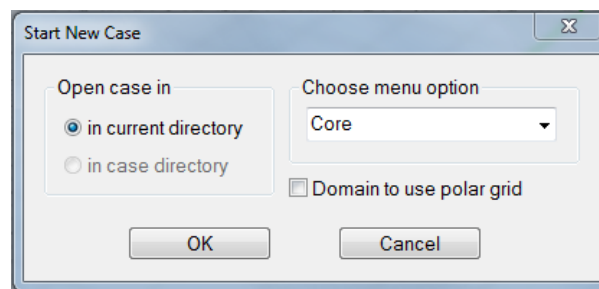 Start New Case
Open case in
in current directory
in case directory
Choose menu option
Core
Domain to use polar grid
OK
Cancel